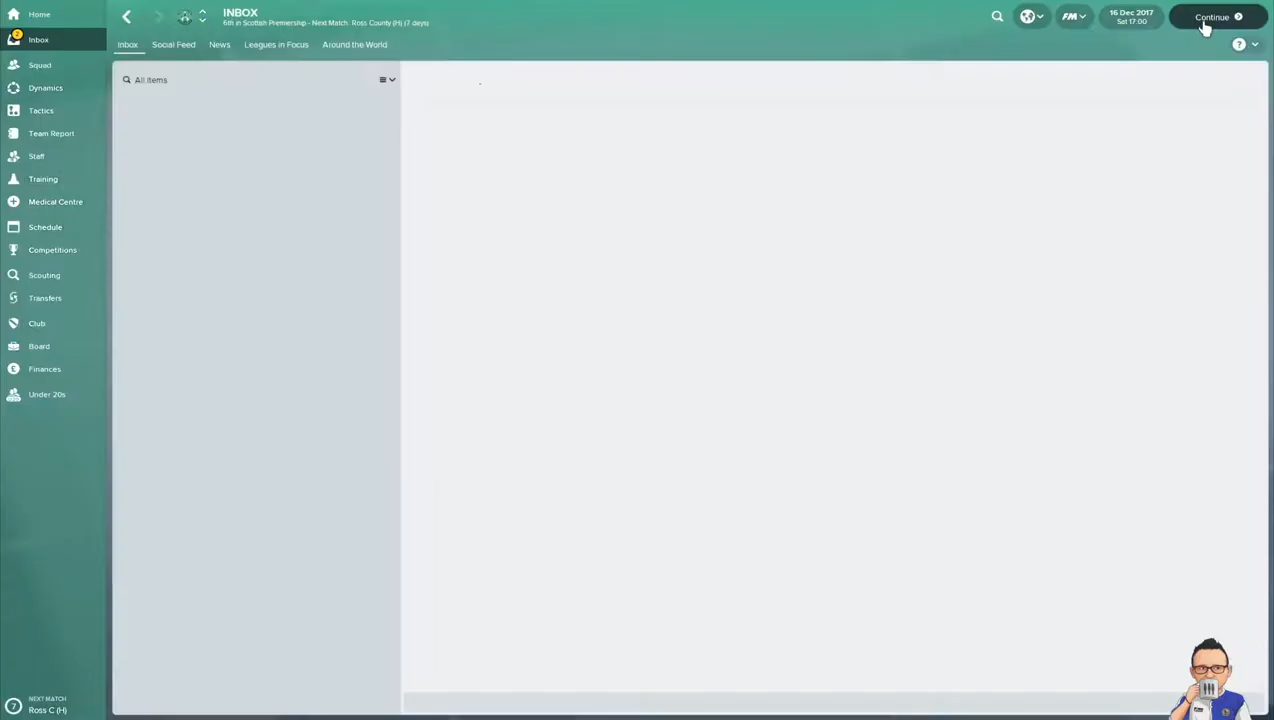 Home
2
Inbox
Squad
Dynamics
Tactics
Team Report
Staff
Training
Medical Centre
Schedule
Competitions
Scouting
Transfers
Club
Board
Finances
Under 20s
NEXT MATCH
Ross C (H)
INBOX
6th in Scottish Premiership - Next Match: Ross County (H) (7 days)
FM
16 Dec 2017
Sat 17:00
Continue
?
Inbox
Social Feed
News
Leagues in Focus
Around the World
All Items